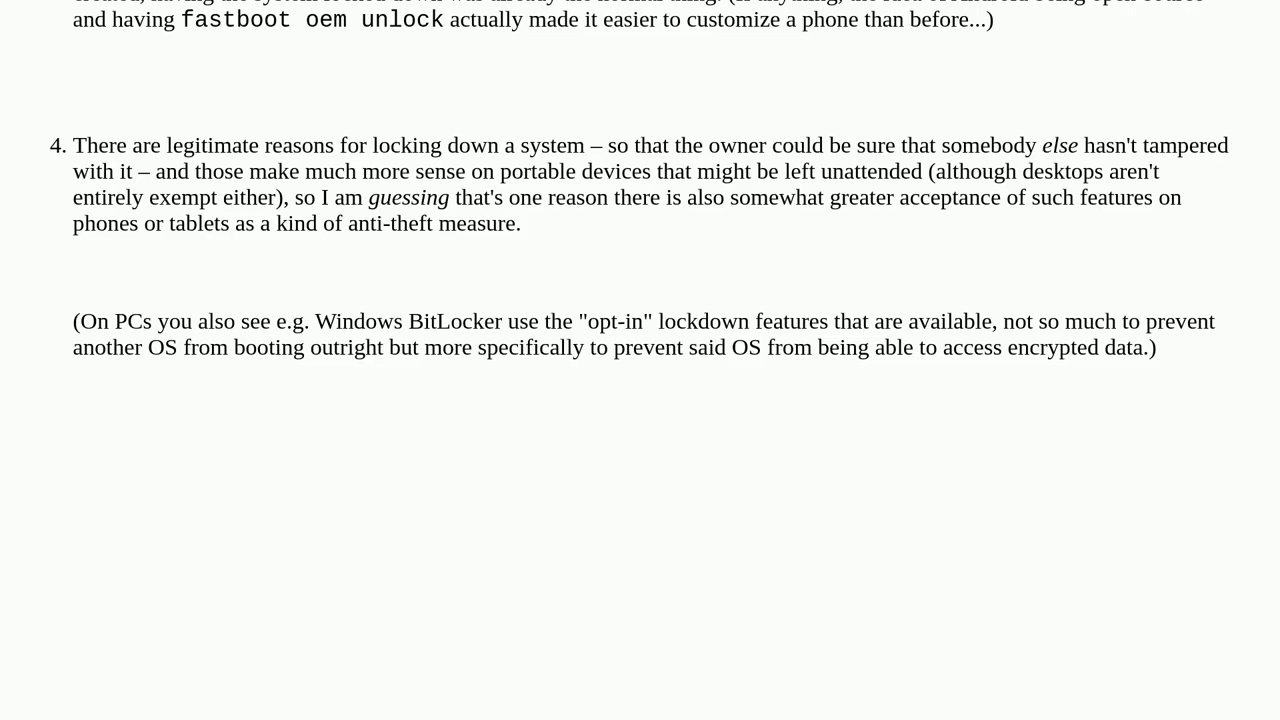 and having fastboot oem unlock actually made it easier to customize a phone than before...)
4. There are legitimate reasons for locking down a system – so that the owner could be sure that somebody else hasn't tampered
with it – and those make much more sense on portable devices that might be left unattended (although desktops aren't
entirely exempt either), so I am guessing that's one reason there is also somewhat greater acceptance of such features on
phones or tablets as a kind of anti-theft measure.
(On PCs you also see e.g. Windows BitLocker use the "opt-in" lockdown features that are available, not so much to prevent
another OS from booting outright but more specifically to prevent said OS from being able to access encrypted data.)